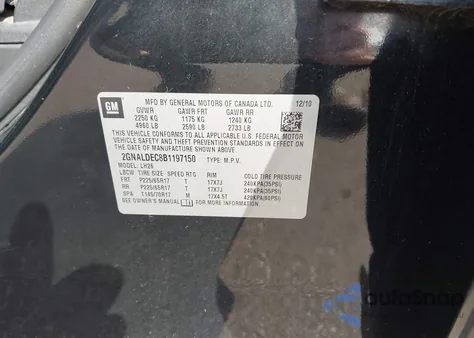 GM
MFD BY GENERAL MOTORS OF CANADA LTD. 12/10
GVWR GAWR FRT GAWR RR
2250 KG 1175 KG 1240 KG
4960 LB 2590 LB 2733 LB
THIS VEHICLE CONFORMS TO ALL APPLICABLE U.S. FEDERAL MOTOR
VEHICLE SAFETY AND THEFT PREVENTION STANDARDS IN EFFECT ON
THE DATE OF MANUFACTURE SHOWN ABOVE.
2GNALDEC8B1197150 TYPE: M.P.V.
MODEL: LH26
LBCW TIRE SIZE SPEED RTG RIM COLD TIRE PRESSURE
FRT P225/65R17 T 17X7J 240KPA(35PSI)
RR P225/65R17 T 17X7J 240KPA(35PSI)
SPA T145/70R17 M 17X4.5T 420KPA(60PSI)
SEE OWNER'S MANUAL FOR ADDITIONAL INFORMATION.
AutoSnap